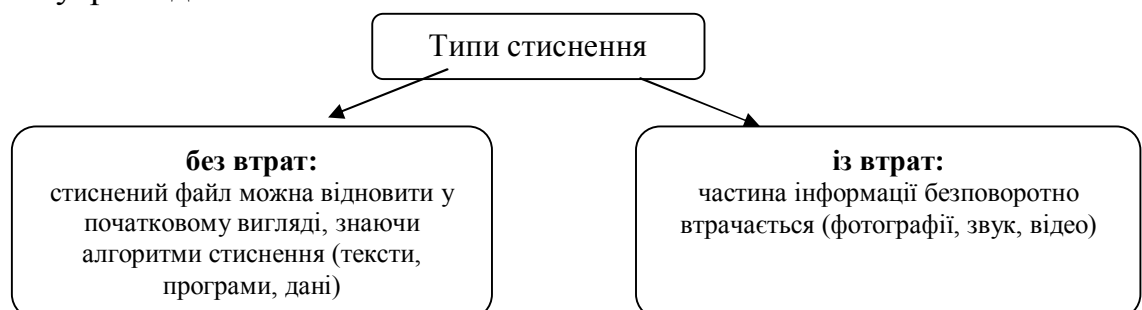 Типи стиснення
без втрат:
стиснений файл можна відновити у
початковому вигляді, знаючи
алгоритми стиснення (тексти,
програми, дані)
із втрат:
частина інформації безповоротно
втрачається (фотографії, звук, відео)